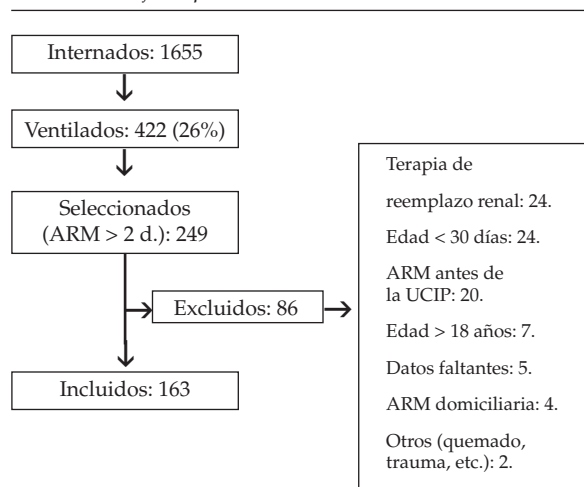 Internados: 1655
Ventilados: 422 (26%)
Seleccionados
(ARM > 2 d.): 249
Excluidos: 86
Incluidos: 163
Terapia de
reemplazo renal: 24.
Edad < 30 días: 24.
ARM antes de
la UCIP: 20.
Edad > 18 años: 7.
Datos faltantes: 5.
ARM domiciliaria: 4.
Otros (quemado,
trauma, etc.): 2.